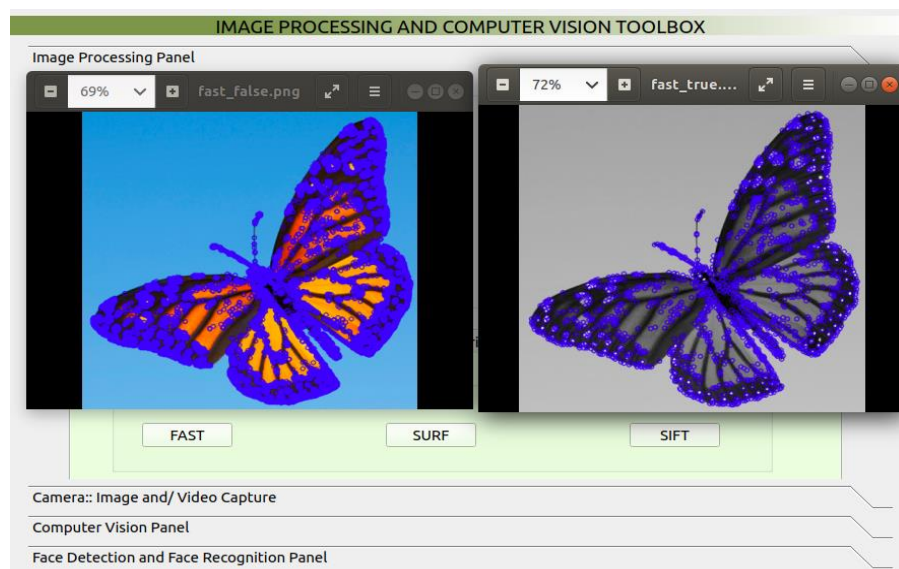 IMAGE PROCESSING AND COMPUTER VISION TOOLBOX
Image Processing Panel
69% fast_false.png
72% fast_true....
FAST SURF SIFT
Camera:: Image and/ Video Capture
Computer Vision Panel
Face Detection and Face Recognition Panel